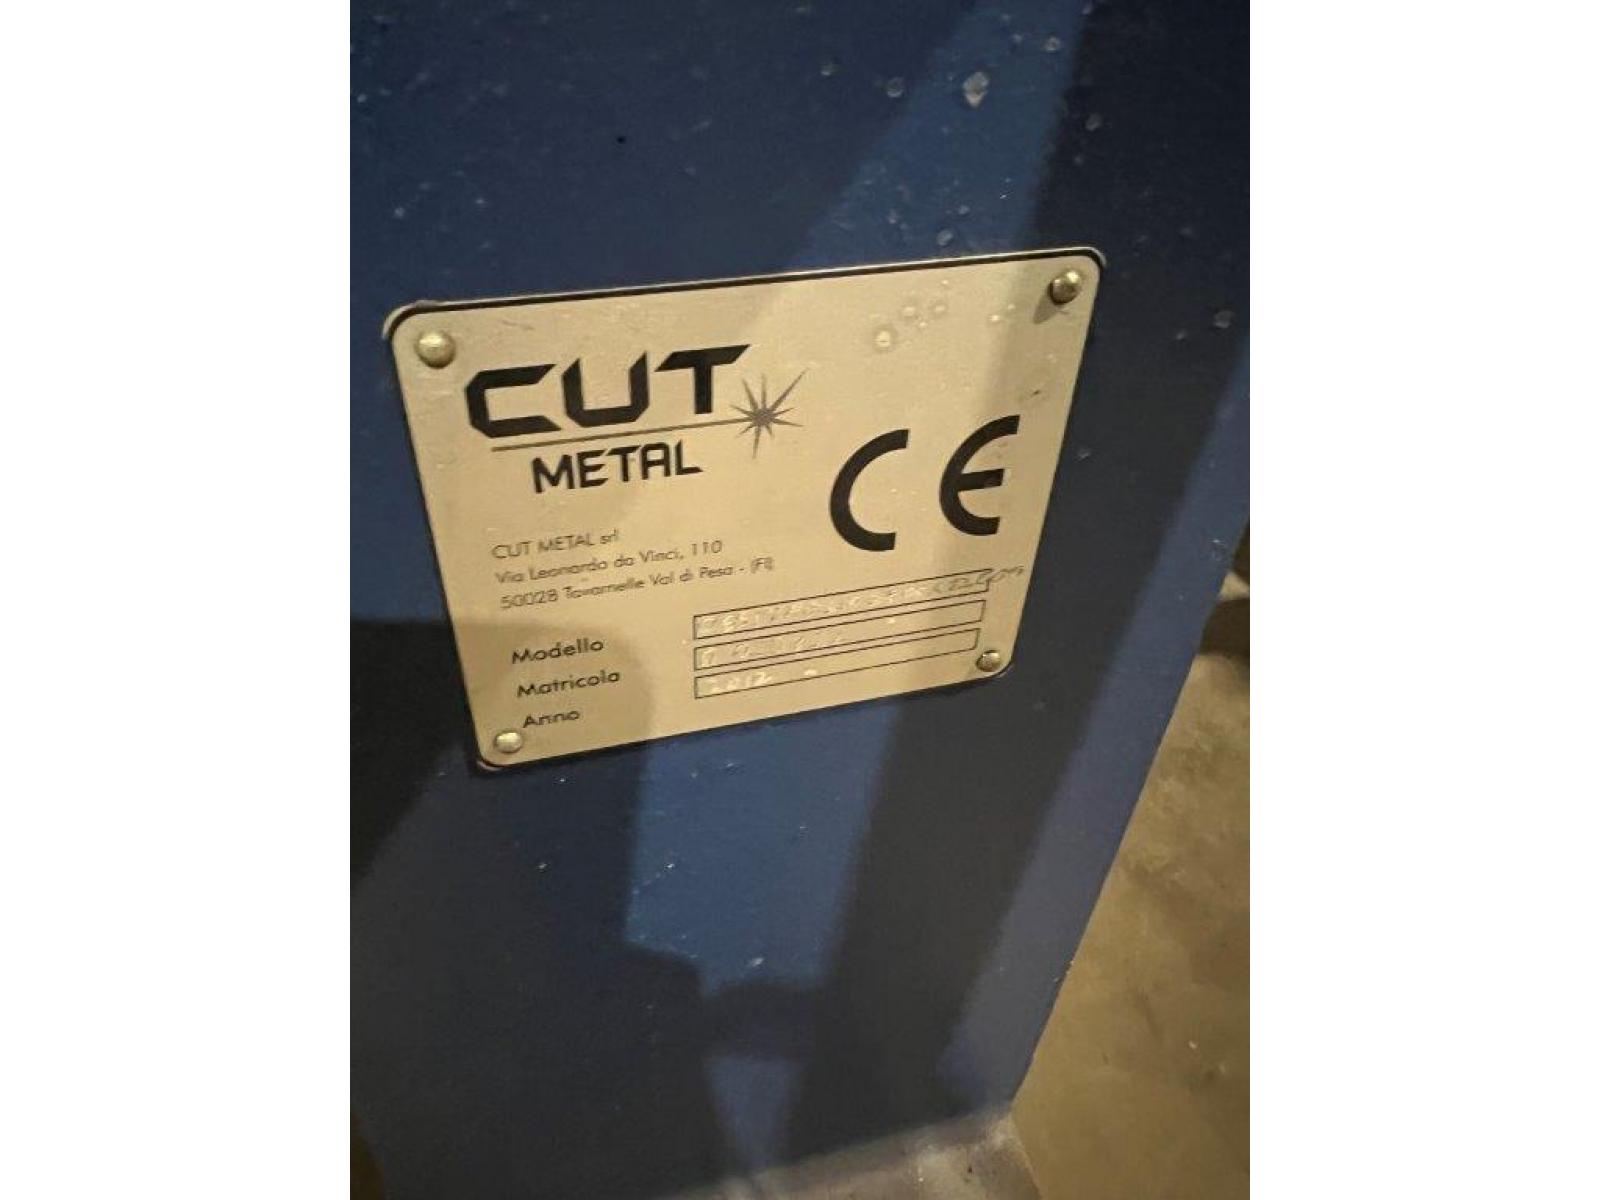 CUT
METAL
CE
CUT METAL srl
Via Leonardo da Vinci, 110
50028 Tavarnelle Val di Pesa - (FI)
Modello
Matricola
Anno 2012